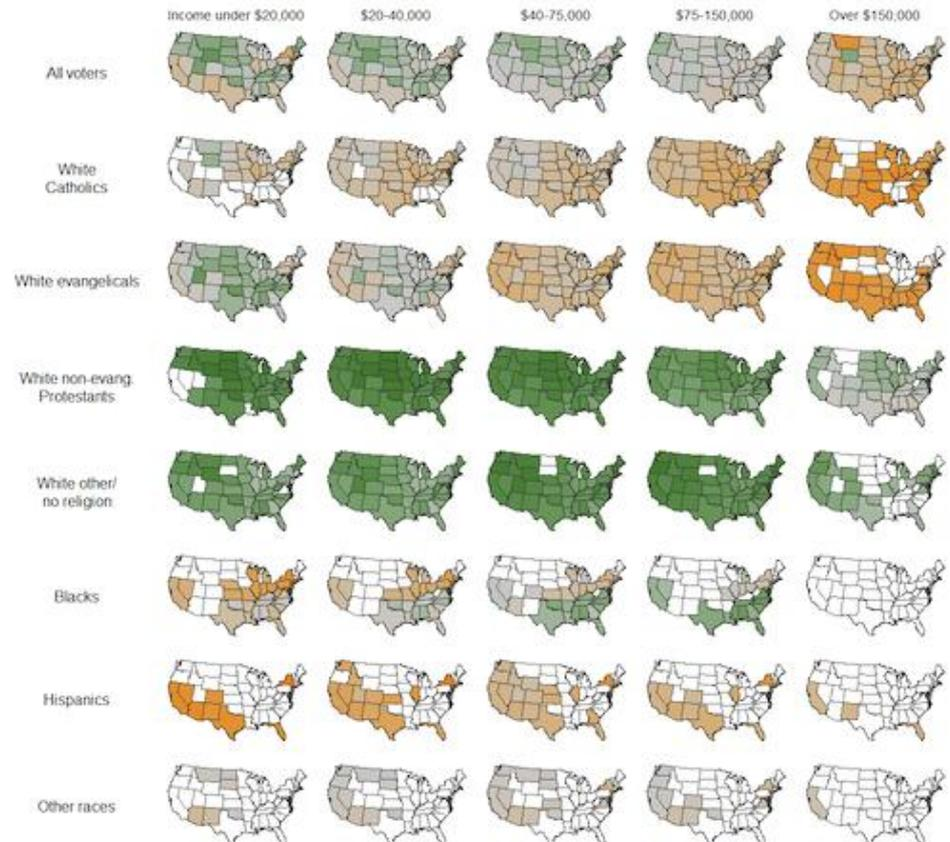 Income under $20,000 $20-40,000 $40-75,000 $75-150,000 Over $150,000
All voters
White
Catholics
White evangelicals
White non-evang.
Protestants
White other/
no religion
Blacks
Hispanics
Other races